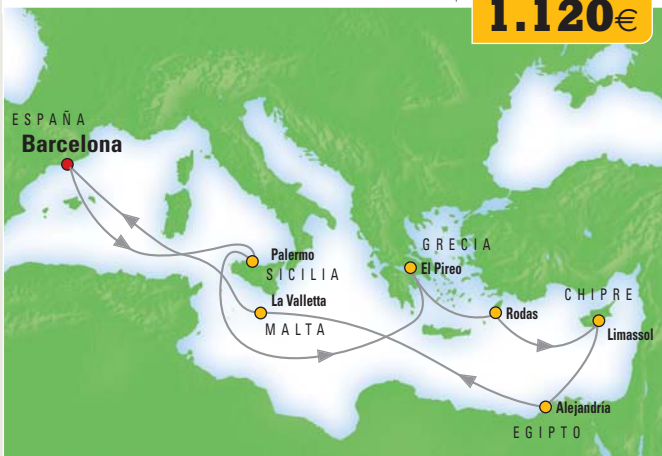 1.120€
ESPAÑA
Barcelona
Palermo
SICILIA
La Valletta
MALTA
GRECIA
El Pireo
Rodas
CHIPRE
Limassol
Alejandría
EGIPTO